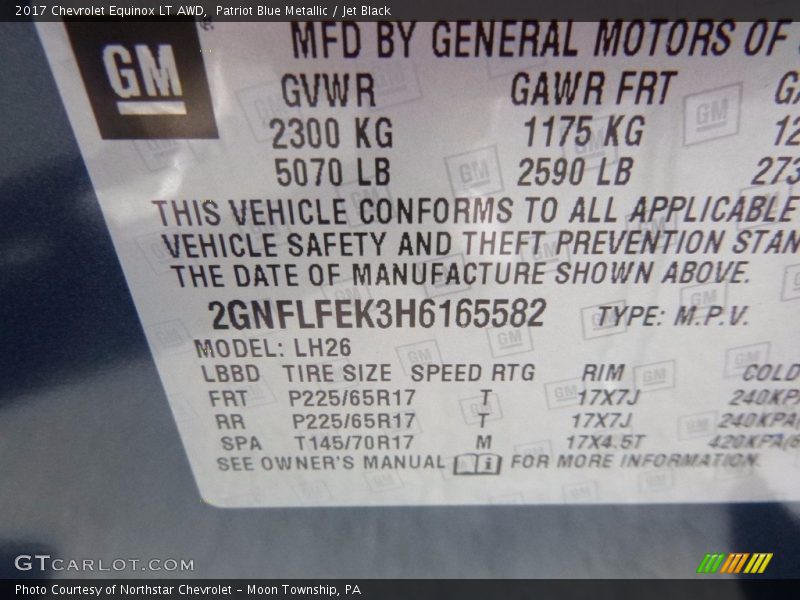 2017 Chevrolet Equinox LT AWD, Patriot Blue Metallic / Jet Black
GM
MFD BY GENERAL MOTORS OF
GVWR GAWR FRT
2300 KG 1175 KG
5070 LB 2590 LB
THIS VEHICLE CONFORMS TO ALL APPLICABLE
VEHICLE SAFETY AND THEFT PREVENTION STAN
THE DATE OF MANUFACTURE SHOWN ABOVE.
2GNFLFEK3H6165582 TYPE: M.P.V.
MODEL: LH26
LBBD TIRE SIZE SPEED RTG RIM COLD
FRT P225/65R17 T 17X7J 240KPA
RR P225/65R17 T 17X7J 240KPA(
SPA T145/70R17 M 17X4.5T 420KPA(6
SEE OWNER'S MANUAL FOR MORE INFORMATION.
GTCARLOT.COM
Photo Courtesy of Northstar Chevrolet – Moon Township, PA